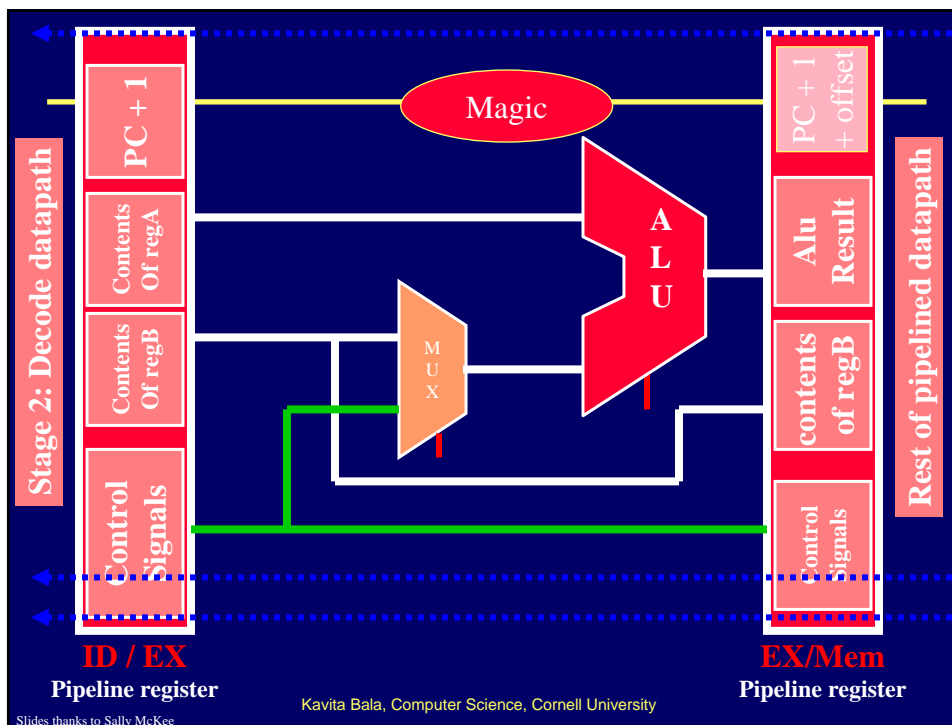 Stage 2: Decode datapath
PC + 1
Contents
Of regA
Contents
Of regB
Control
Signals
ID / EX
Pipeline register
Magic
M
U
X
A
L
U
PC + 1
+ offset
Alu
Result
contents
of regB
Control
Signals
EX/Mem
Pipeline register
Rest of pipelined datapath
Kavita Bala, Computer Science, Cornell University
Slides thanks to Sally McKee